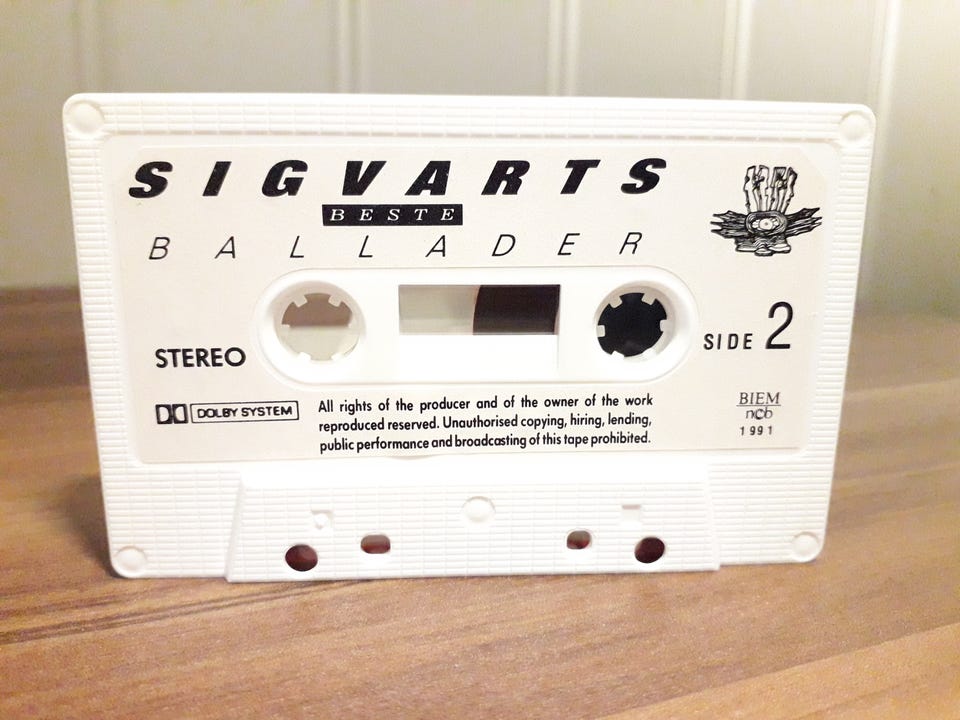 SIGVARTS
BESTE
BALLADER
SIDE 2
STEREO
DOLBY SYSTEM
All rights of the producer and of the owner of the work
reproduced reserved. Unauthorised copying, hiring, lending,
public performance and broadcasting of this tape prohibited.
BIEM
ncb
1991